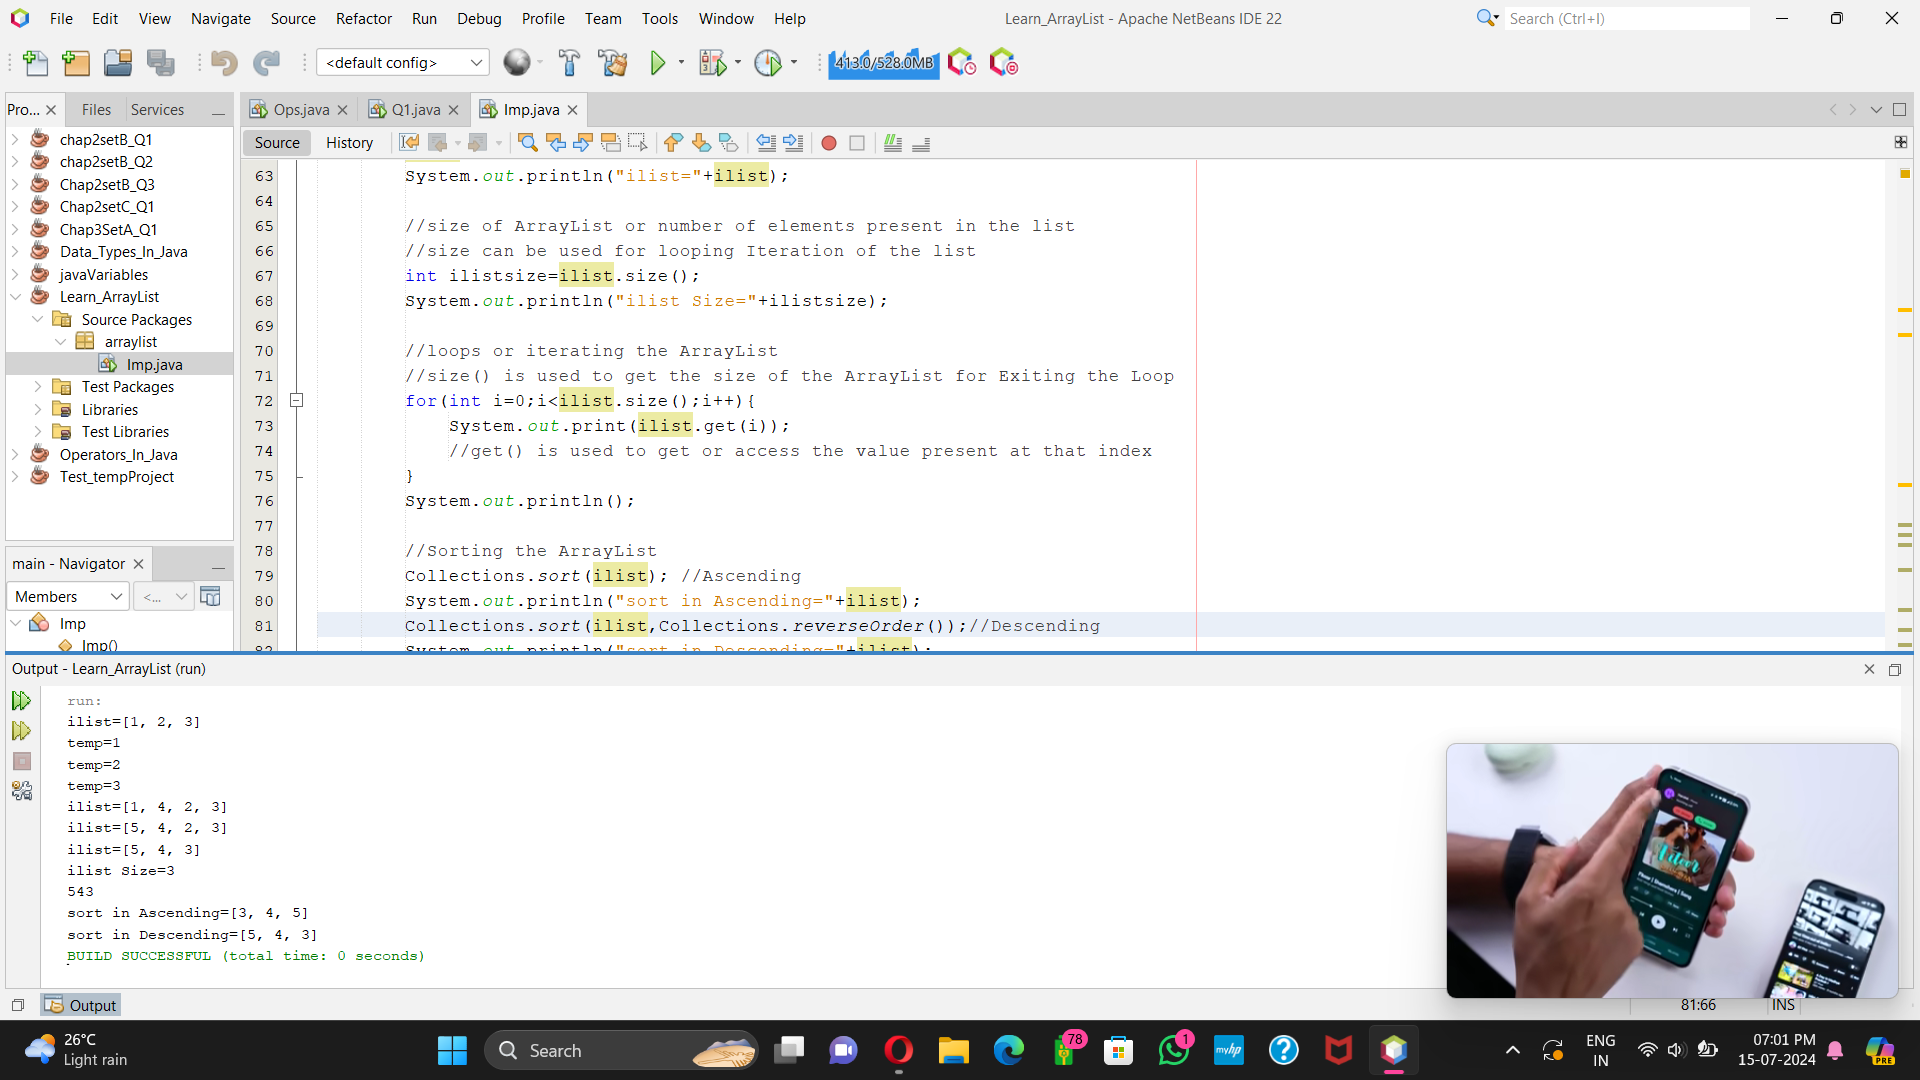 File Edit View Navigate Source Refactor Run Debug Profile Team Tools Window Help
Learn_ArrayList - Apache NetBeans IDE 22
Search (Ctrl+I)
<default config>
413.0/528.0MB
Pro... Files Services
Ops.java Q1.java Imp.java
Source History
chap2setB_Q1
chap2setB_Q2
Chap2setB_Q3
Chap2setC_Q1
Chap3SetA_Q1
Data_Types_In_Java
javaVariables
Learn_ArrayList
Source Packages
arraylist
Imp.java
Test Packages
Libraries
Test Libraries
Operators_In_Java
Test_tempProject
main - Navigator
Members <...
Imp
Imp()
63 System.out.println("ilist="+ilist);
64
65 //size of ArrayList or number of elements present in the list
66 //size can be used for looping Iteration of the list
67 int ilistsize=ilist.size();
68 System.out.println("ilist Size="+ilistsize);
69
70 //loops or iterating the ArrayList
71 //size() is used to get the size of the ArrayList for Exiting the Loop
72 for(int i=0;i<ilist.size();i++){
73 System.out.print(ilist.get(i));
74 //get() is used to get or access the value present at that index
75 }
76 System.out.println();
77
78 //Sorting the ArrayList
79 Collections.sort(ilist); //Ascending
80 System.out.println("sort in Ascending="+ilist);
81 Collections.sort(ilist,Collections.reverseOrder());//Descending
82 System.out.println("sort in Descending="+ilist);
Output - Learn_ArrayList (run)
run:
ilist=[1, 2, 3]
temp=1
temp=2
temp=3
ilist=[1, 4, 2, 3]
ilist=[5, 4, 2, 3]
ilist=[5, 4, 3]
ilist Size=3
543
sort in Ascending=[3, 4, 5]
sort in Descending=[5, 4, 3]
BUILD SUCCESSFUL (total time: 0 seconds)
Output
81:66 INS
26°C
Light rain
Search
78
1
myhp
ENG
IN
07:01 PM
15-07-2024
PRE